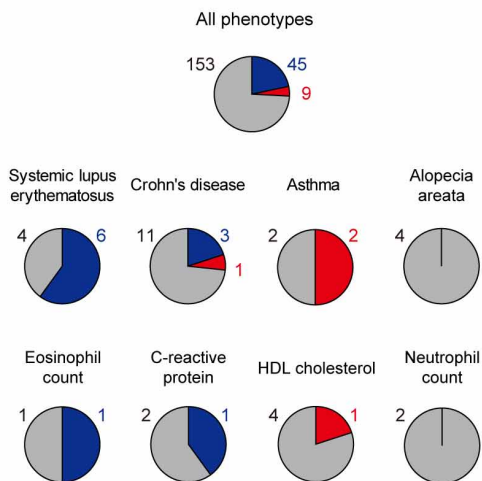 All phenotypes
153 45
9
Systemic lupus
erythematosus
Crohn's disease
Asthma
Alopecia
areata
4 6
11 3
1
2 2
4
Eosinophil
count
C-reactive
protein
HDL cholesterol
Neutrophil
count
1 1
2 1
4 1
2